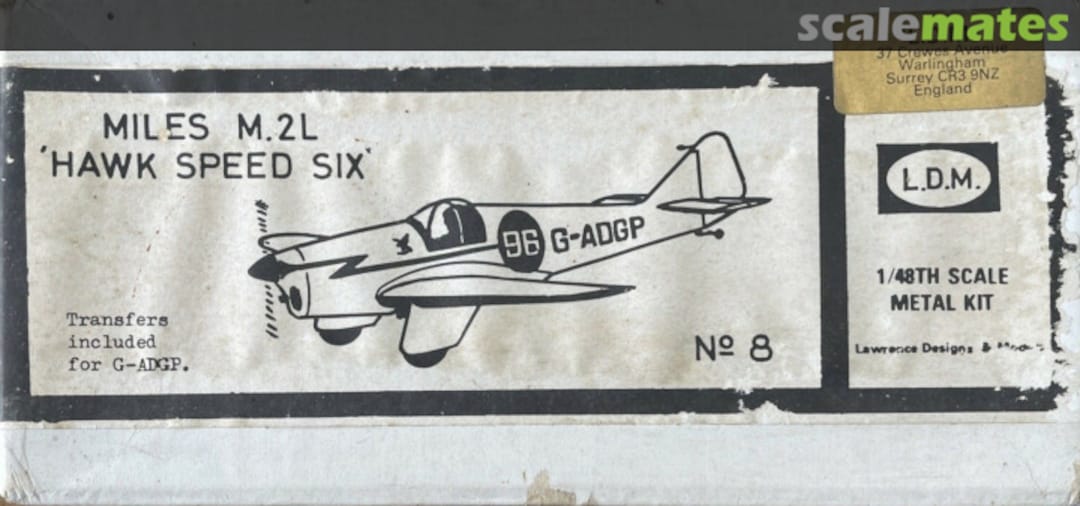 scalemates
37 Crewes Avenue
Warlingham
Surrey CR3 9NZ
England
MILES M.2L
'HAWK SPEED SIX'
96 G-ADGP
Transfers
included
for G-ADGP.
Nº 8
L.D.M.
1/48TH SCALE
METAL KIT
Lawrence Designs &